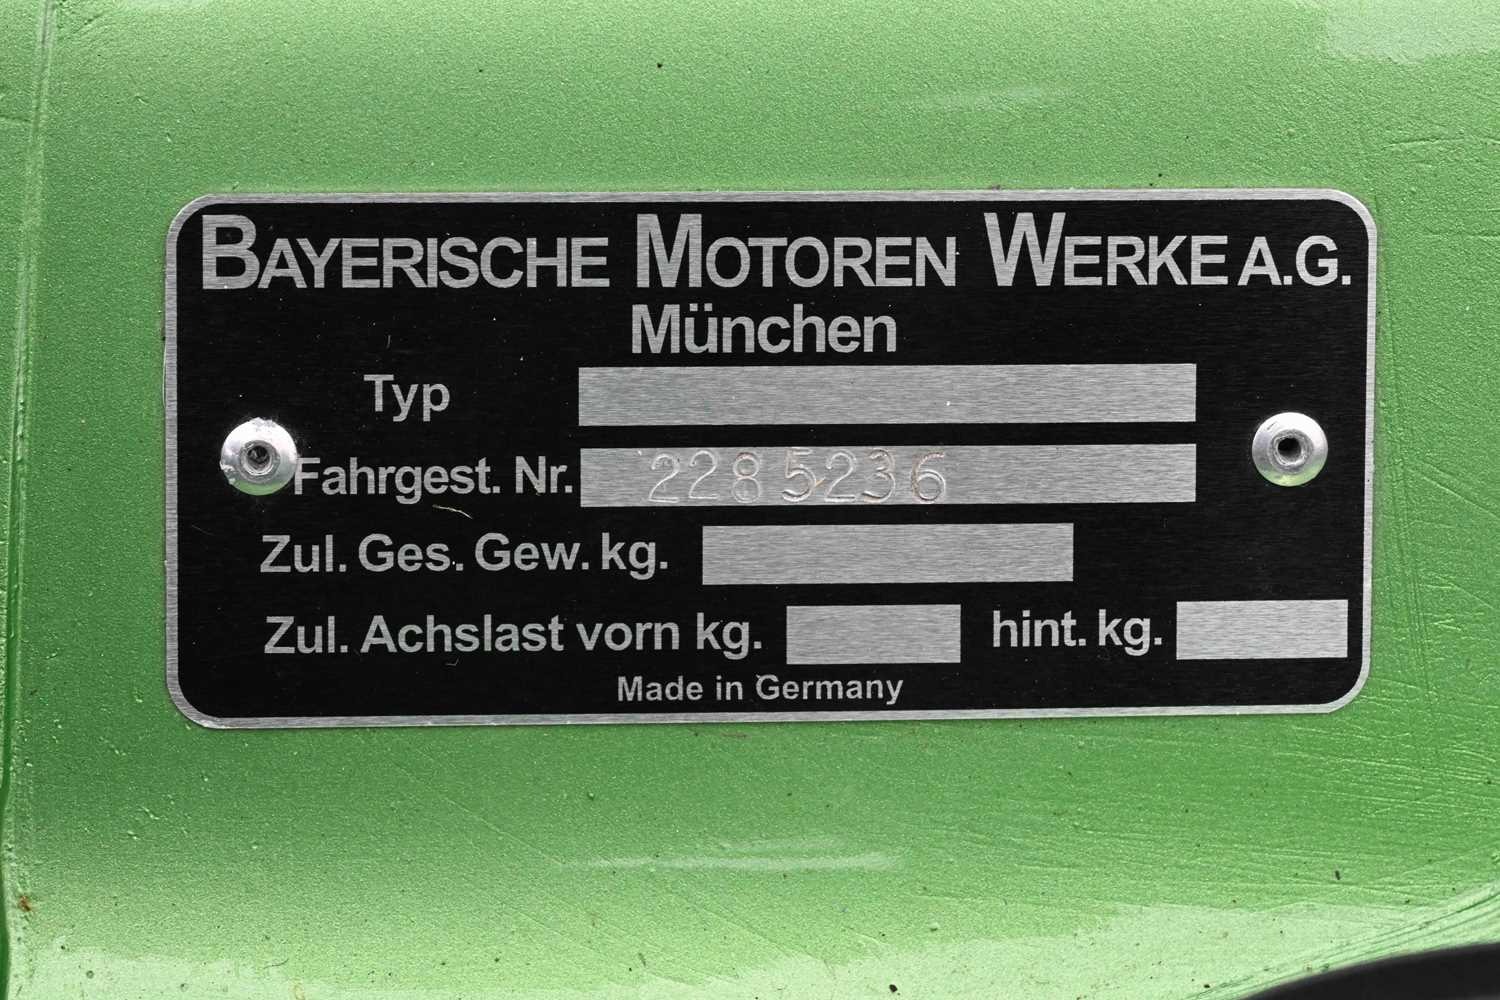 BAYERISCHE MOTOREN WERKE A.G.
München
Typ
Fahrgest. Nr. 2285236
Zul. Ges. Gew. kg.
Zul. Achslast vorn kg. hint. kg.
Made in Germany